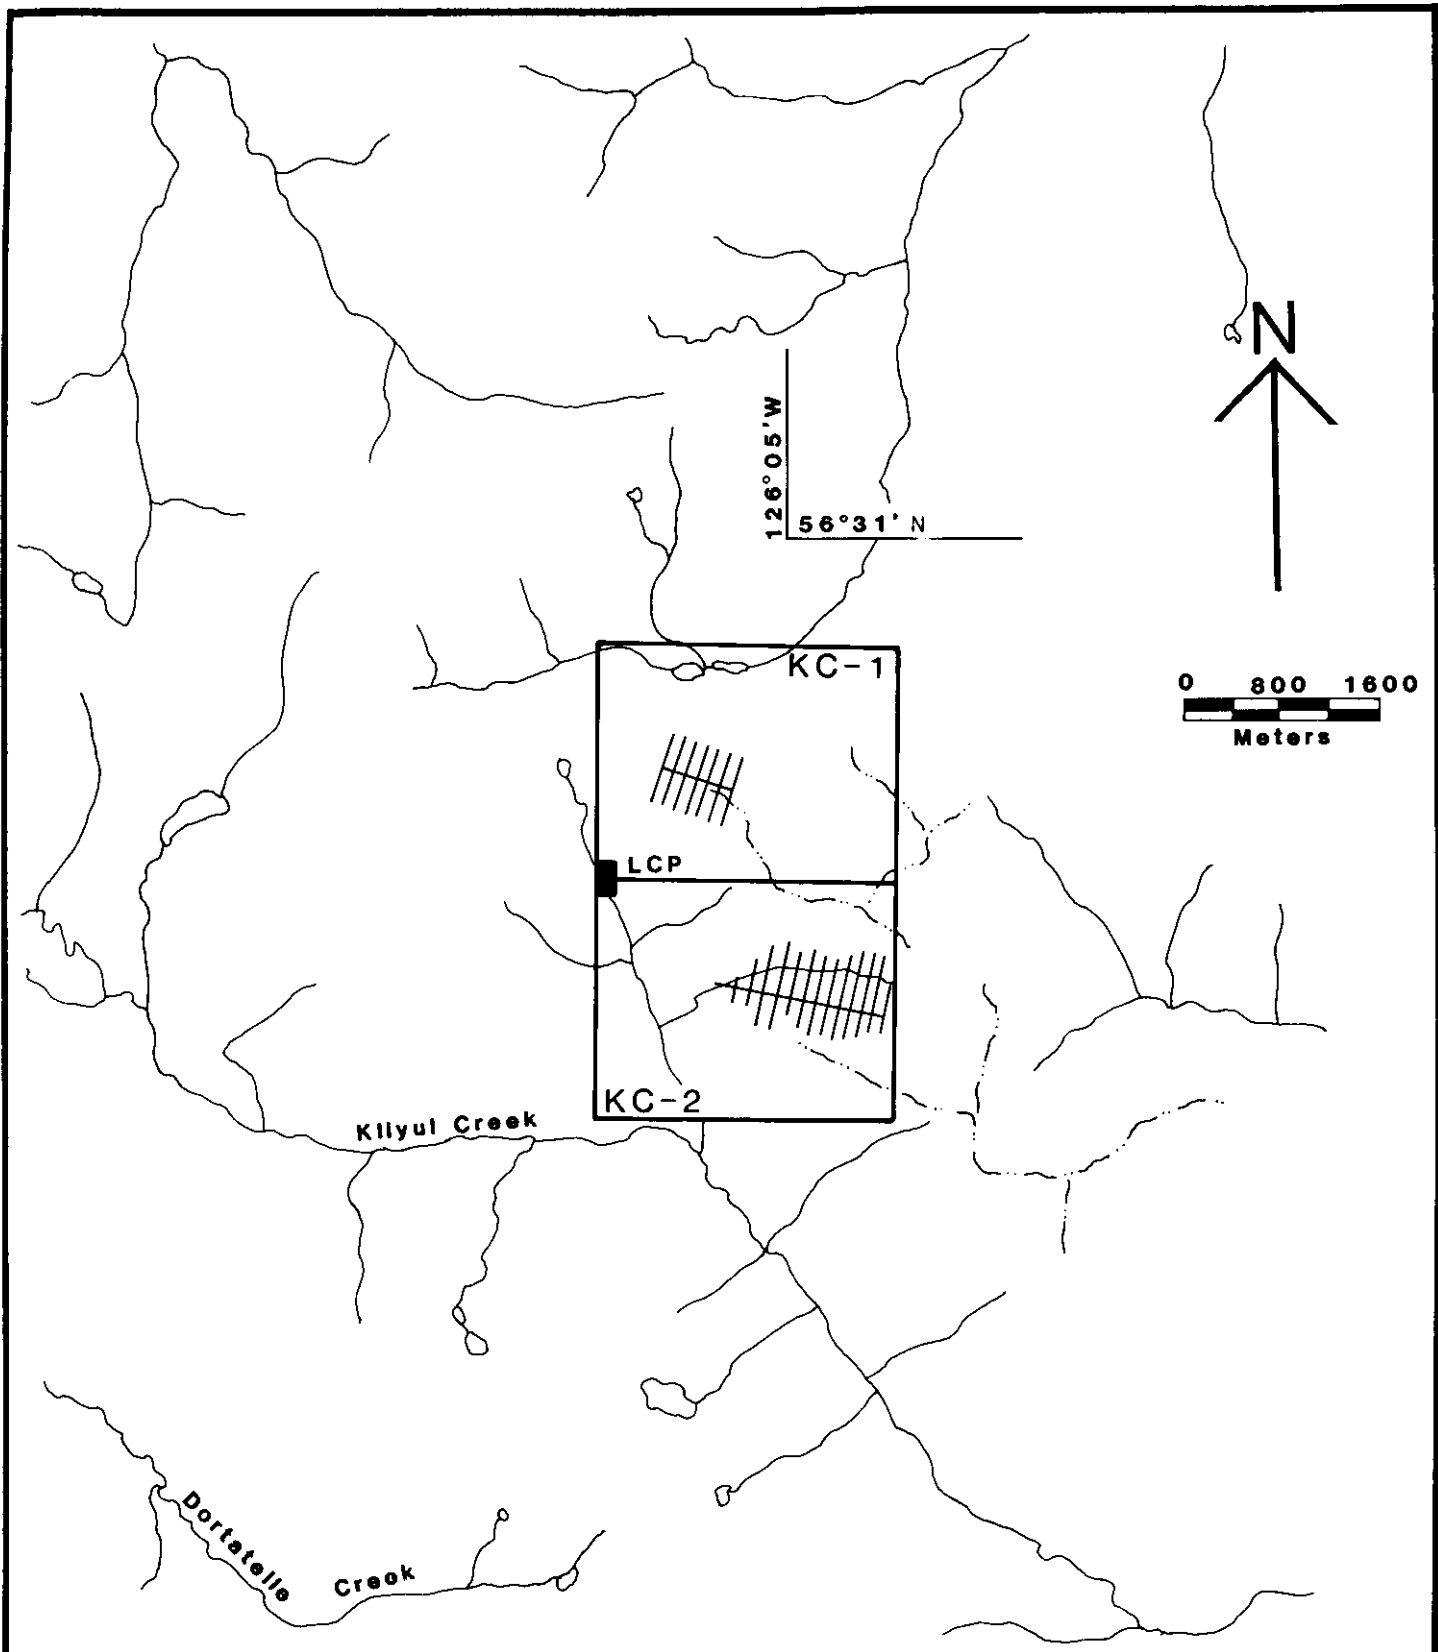 N
126°05'W
56°31' N
KC-1
0 800 1600
Meters
LCP
KC-2
Kliyul Creek
Dortatelle Creek